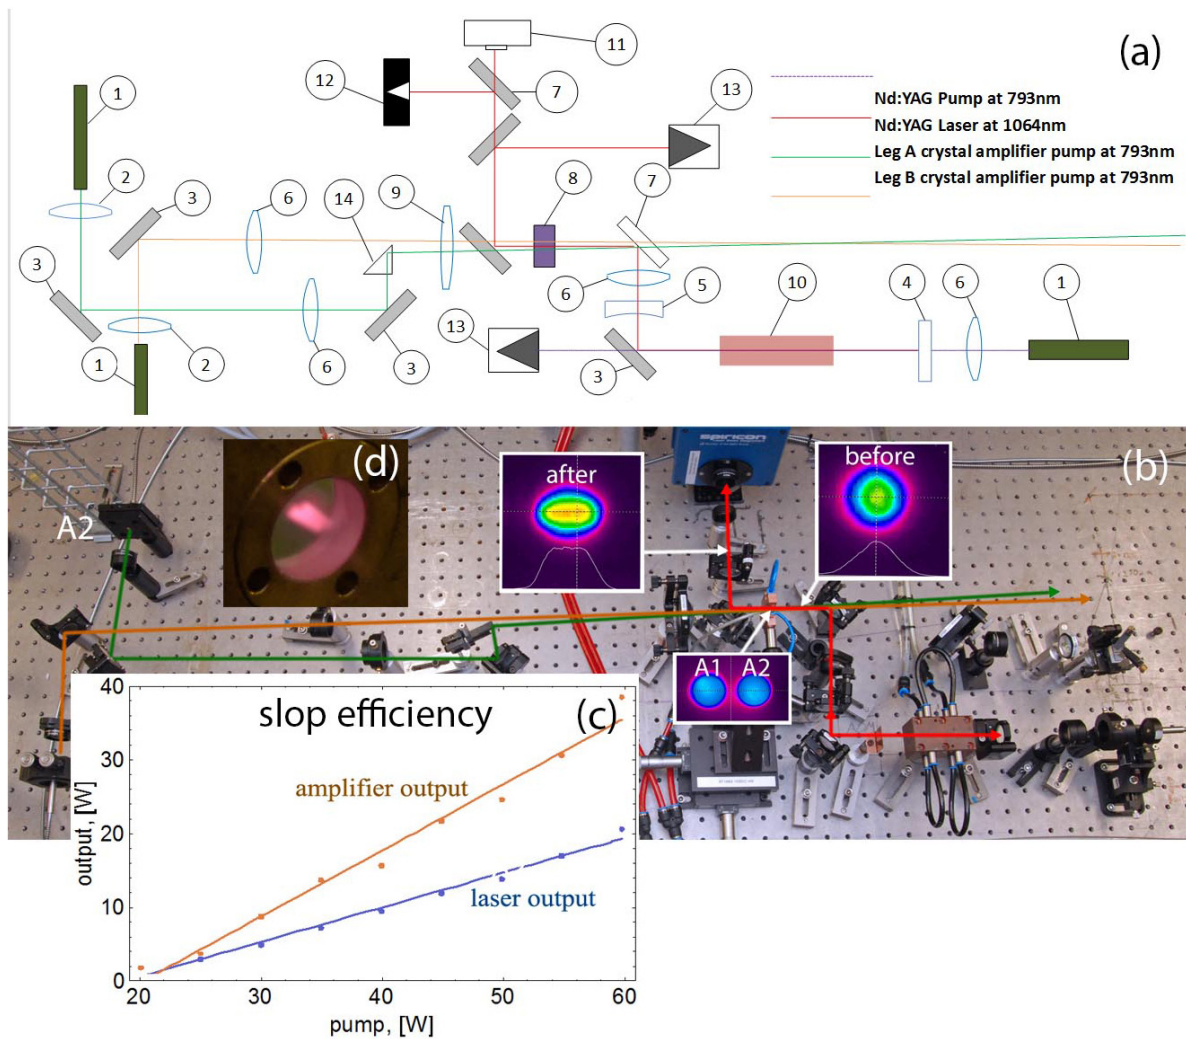 (a)
11
12
7
13
1
2
3
6
14
9
8
7
Nd:YAG Pump at 793nm
Nd:YAG Laser at 1064nm
Leg A crystal amplifier pump at 793nm
Leg B crystal amplifier pump at 793nm
3
6
5
10
4
6
1
13
1
2
6
3
3
(d)
spiricon
after
before
(b)
A2
A1 A2
(c)
slop efficiency
amplifier output
laser output
output, [W]
40
30
20
10
0
20 30 40 50 60
pump, [W]